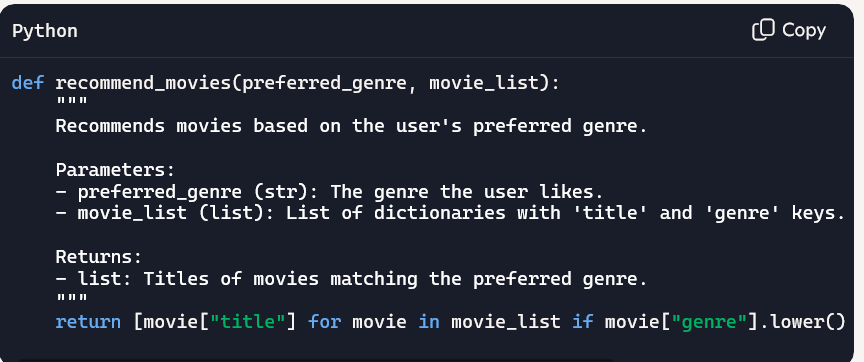 Python
Copy
def recommend_movies(preferred_genre, movie_list):
    """
    Recommends movies based on the user's preferred genre.

    Parameters:
    - preferred_genre (str): The genre the user likes.
    - movie_list (list): List of dictionaries with 'title' and 'genre' keys.

    Returns:
    - list: Titles of movies matching the preferred genre.
    """
    return [movie["title"] for movie in movie_list if movie["genre"].lower()